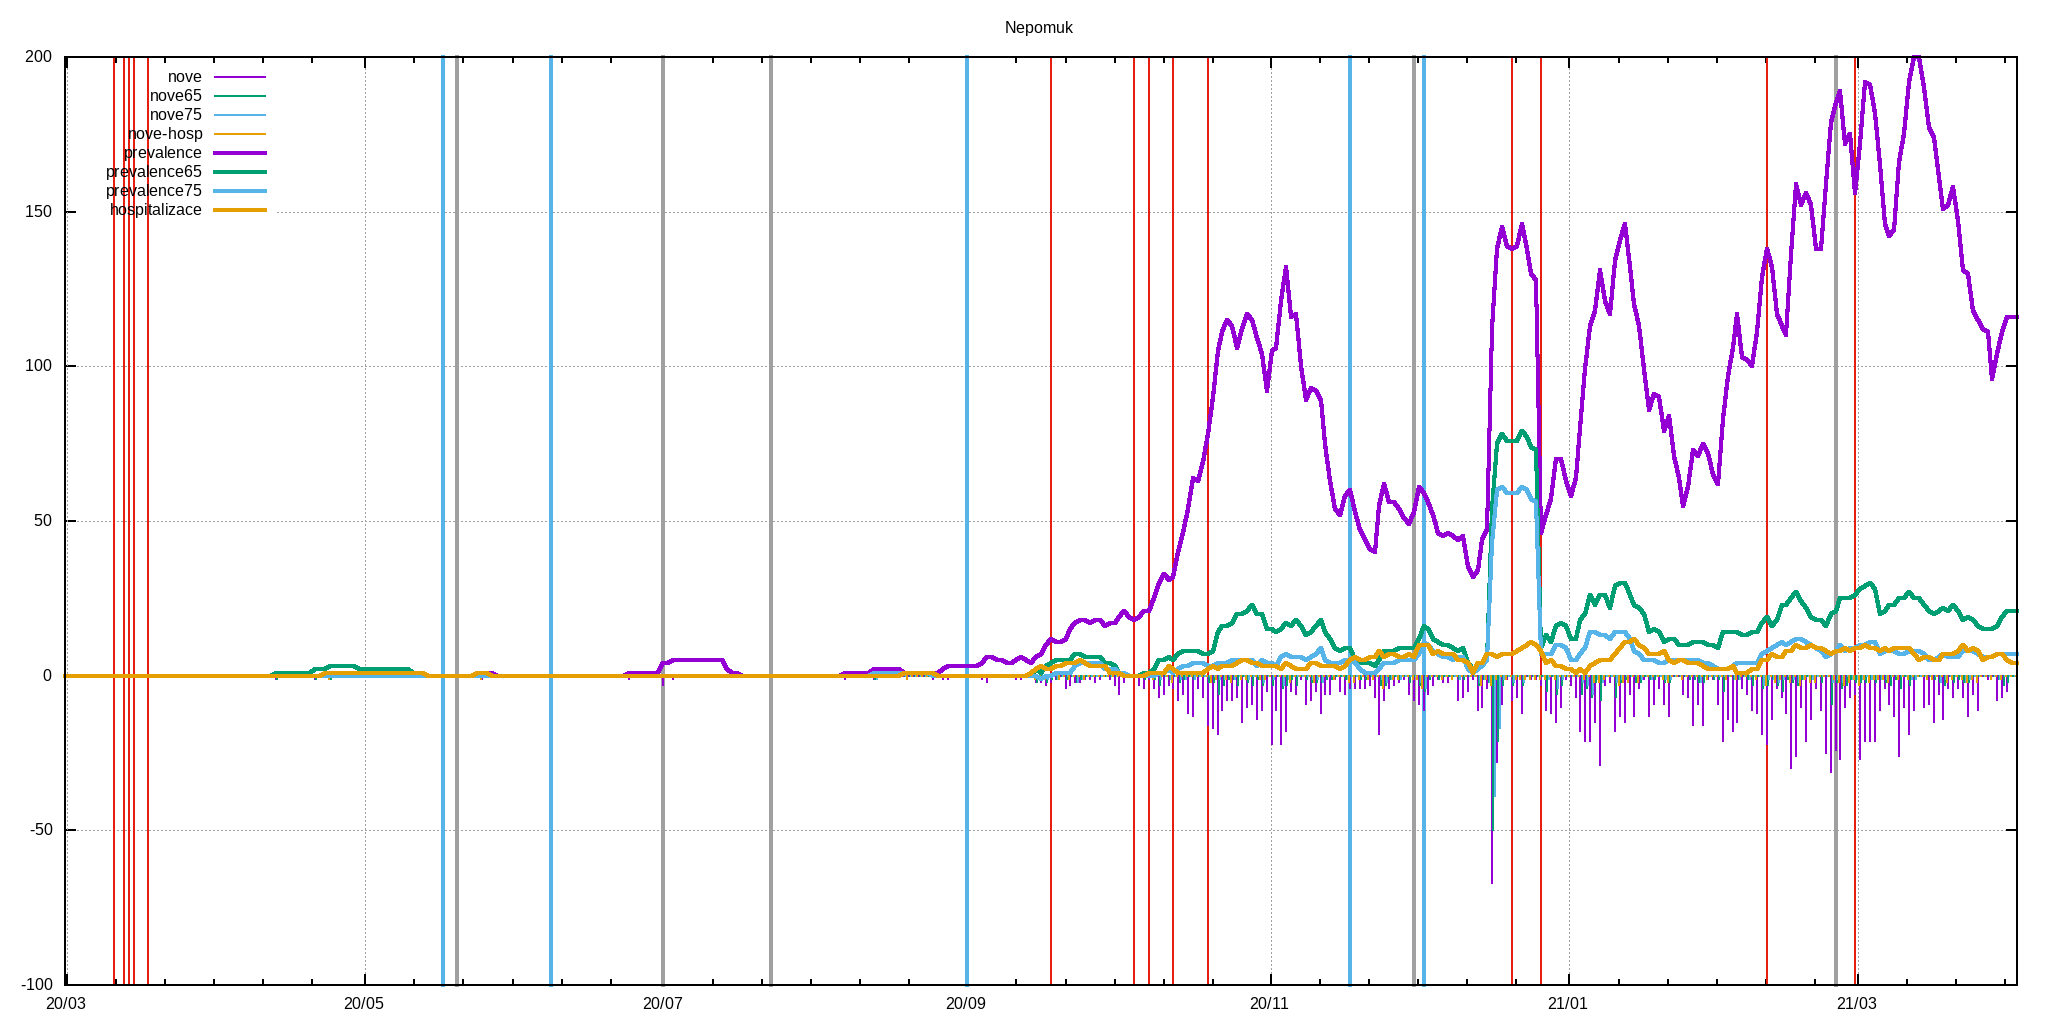 Nepomuk
200
150
100
50
0
-50
-100
nove
nove65
nove75
nove-hosp
prevalence
prevalence65
prevalence75
hospitalizace
20/03 20/05 20/07 20/09 20/11 21/01 21/03